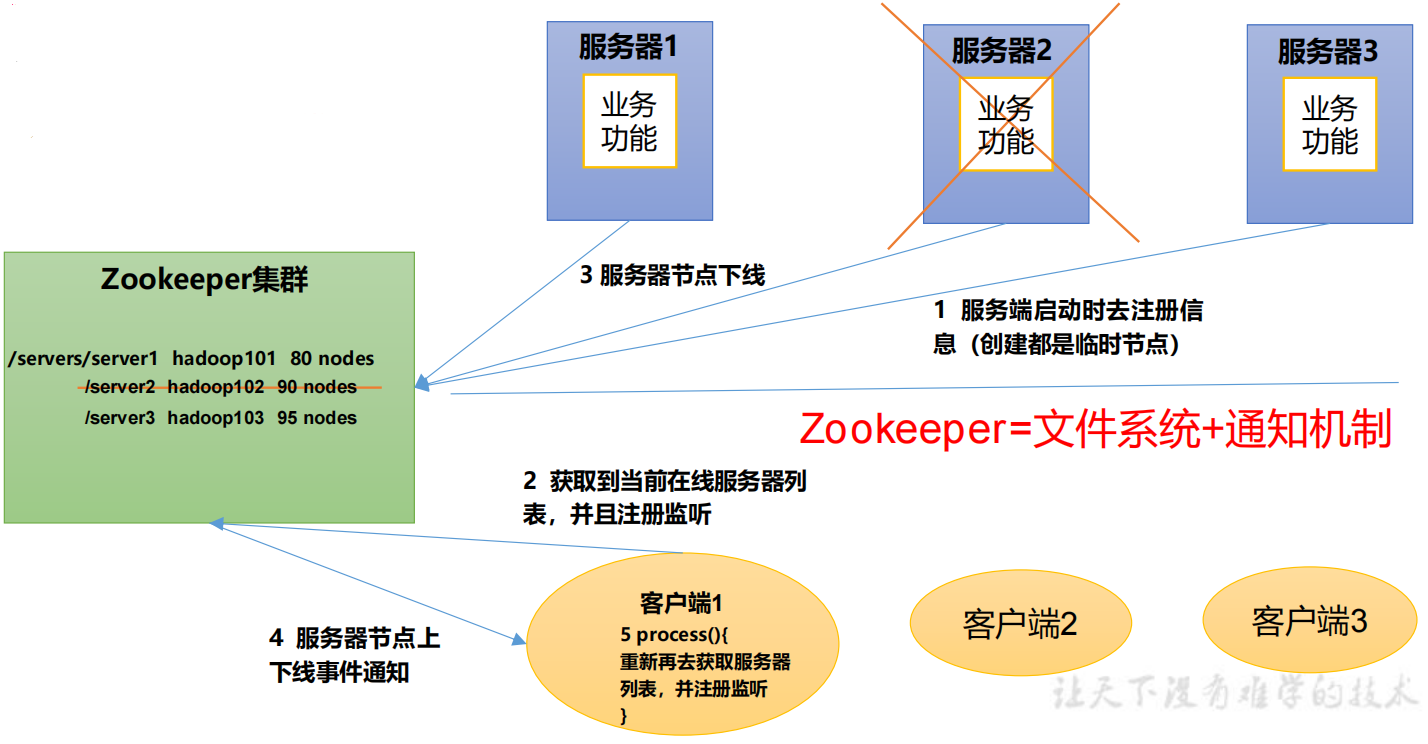 服务器1
业务
功能
服务器2
业务
功能
服务器3
业务
功能
3 服务器节点下线
1 服务端启动时去注册信
息（创建都是临时节点）
Zookeeper集群
/servers/server1 hadoop101 80 nodes
/server2 hadoop102 90 nodes
/server3 hadoop103 95 nodes
Zookeeper=文件系统+通知机制
2 获取到当前在线服务器列
表，并且注册监听
4 服务器节点上
下线事件通知
客户端1
5 process(){
重新再去获取服务器
列表，并注册监听
}
客户端2
客户端3
让天下没有难学的技术